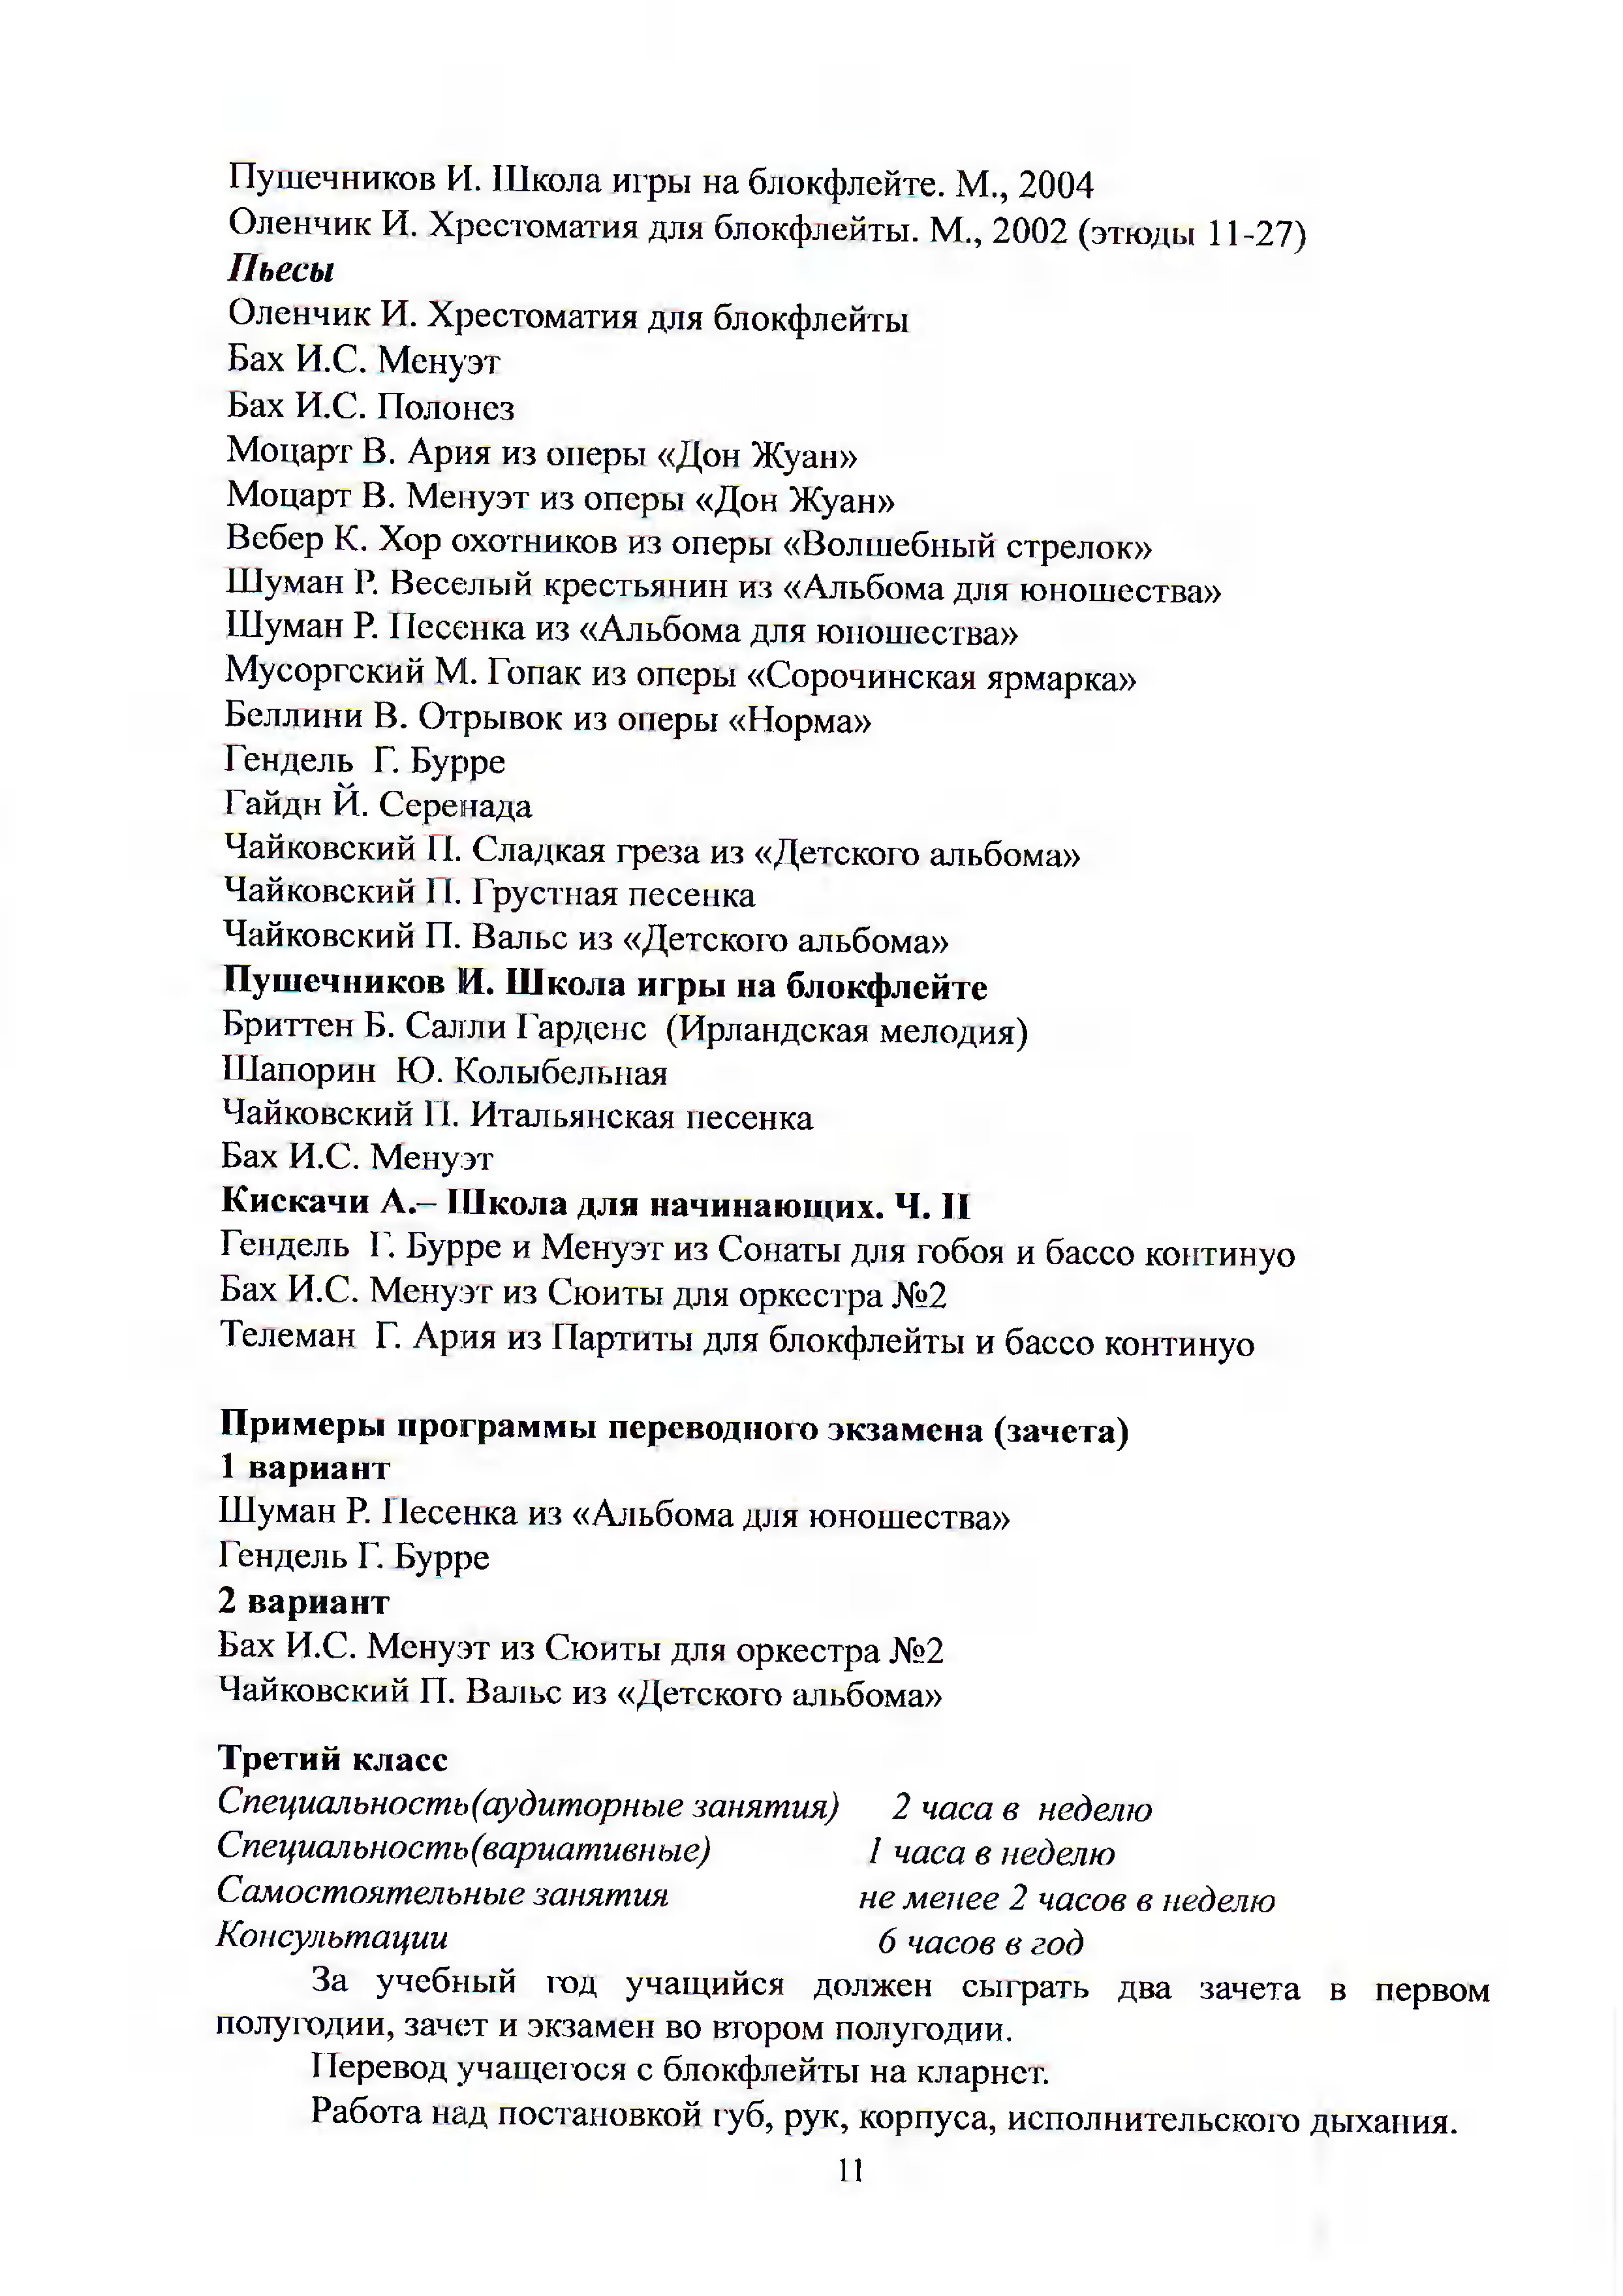 Пушечников И. Школа игры на блокфлейте. М., 2004
Оленчик И. Хрестоматия для блокфлейты. М., 2002 (этюды 11-27)
Пьесы
Оленчик И. Хрестоматия для блокфлейты
Бах И.С. Менуэт
Бах И.С. Полонез
Моцарт В. Ария из оперы «Дон Жуан»
Моцарт В. Менуэт из оперы «Дон Жуан»
Вебер К. Хор охотников из оперы «Волшебный стрелок»
Шуман Р. Веселый крестьянин из «Альбома для юношества»
Шуман Р. Песенка из «Альбома для юношества»
Мусоргский М. Гопак из оперы «Сорочинская ярмарка»
Беллини В. Отрывок из оперы «Норма»
Гендель Г. Бурре
Гайдн Й. Серенада
Чайковский П. Сладкая греза из «Детского альбома»
Чайковский П. Грустная песенка
Чайковский П. Вальс из «Детского альбома»
Пушечников И. Школа игры на блокфлейте
Бриттен Б. Салли Гарденс (Ирландская мелодия)
Шапорин Ю. Колыбельная
Чайковский П. Итальянская песенка
Бах И.С. Менуэт
Кискачи А.– Школа для начинающих. Ч. II
Гендель Г. Бурре и Менуэт из Сонаты для гобоя и бассо континуо
Бах И.С. Менуэт из Сюиты для оркестра №2
Телеман Г. Ария из Партиты для блокфлейты и бассо континуо
Примеры программы переводного экзамена (зачета)
1 вариант
Шуман Р. Песенка из «Альбома для юношества»
Гендель Г. Бурре
2 вариант
Бах И.С. Менуэт из Сюиты для оркестра №2
Чайковский П. Вальс из «Детского альбома»
Третий класс
Специальность(аудиторные занятия) 2 часа в неделю
Специальность(вариативные) 1 часа в неделю
Самостоятельные занятия не менее 2 часов в неделю
Консультации 6 часов в год
За учебный год учащийся должен сыграть два зачета в первом
полугодии, зачет и экзамен во втором полугодии.
Перевод учащегося с блокфлейты на кларнет.
Работа над постановкой губ, рук, корпуса, исполнительского дыхания.
11